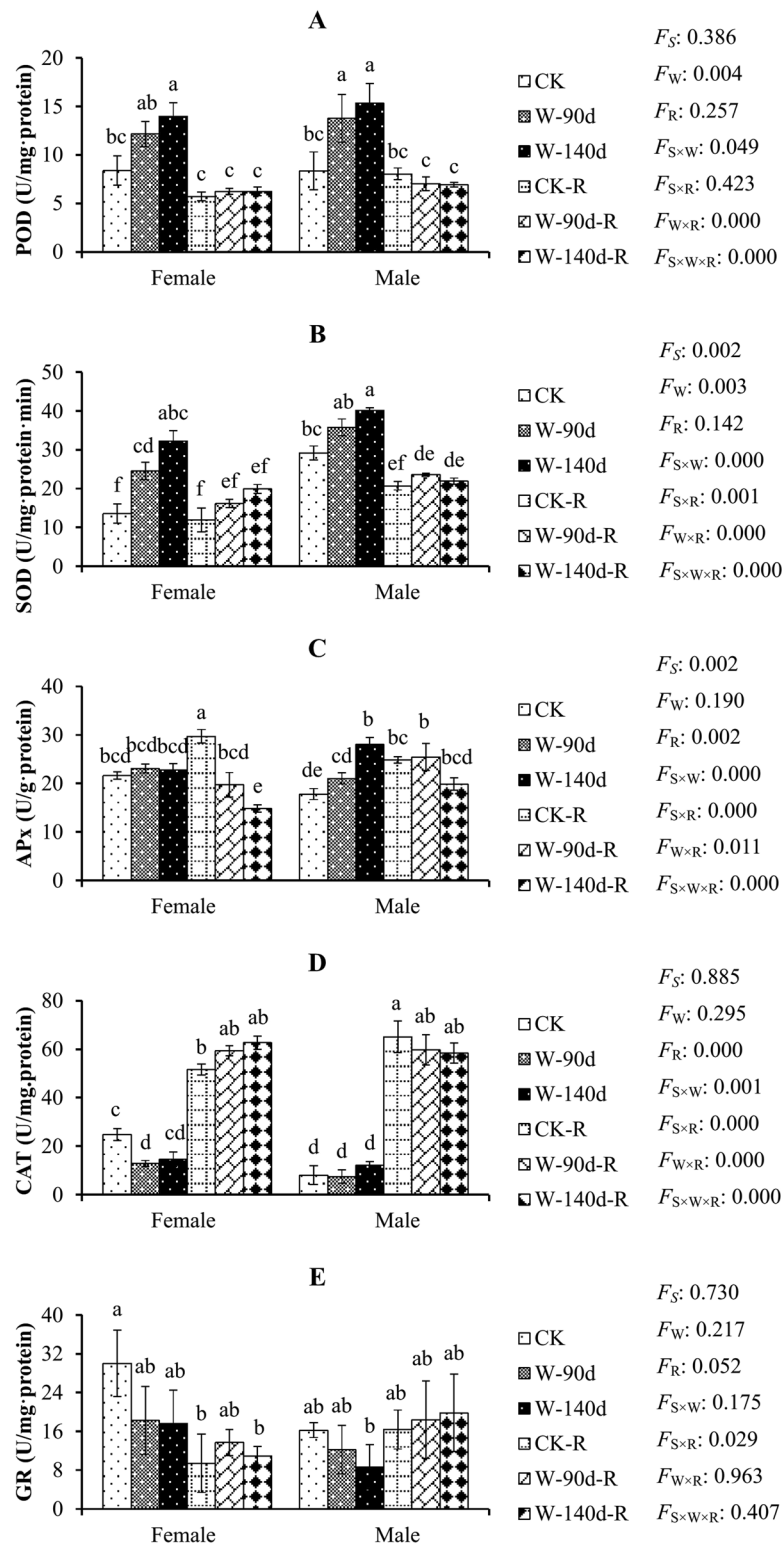 A
F_S: 0.386
F_W: 0.004
F_R: 0.257
F_S×W: 0.049
F_S×R: 0.423
F_W×R: 0.000
F_S×W×R: 0.000
POD (U/mg·protein)
20
15
10
5
0
bc ab a c c c
bc a a bc c c
Female Male
CK
W-90d
W-140d
CK-R
W-90d-R
W-140d-R
B
F_S: 0.002
F_W: 0.003
F_R: 0.142
F_S×W: 0.000
F_S×R: 0.001
F_W×R: 0.000
F_S×W×R: 0.000
SOD (U/mg·protein·min)
50
40
30
20
10
0
f cd abc f ef ef
bc ab a ef de de
Female Male
CK
W-90d
W-140d
CK-R
W-90d-R
W-140d-R
C
F_S: 0.002
F_W: 0.190
F_R: 0.002
F_S×W: 0.000
F_S×R: 0.000
F_W×R: 0.011
F_S×W×R: 0.000
APx (U/g·protein)
40
30
20
10
0
bcd bcd bcd a bcd e
de cd b bc b bcd
Female Male
CK
W-90d
W-140d
CK-R
W-90d-R
W-140d-R
D
F_S: 0.885
F_W: 0.295
F_R: 0.000
F_S×W: 0.001
F_S×R: 0.000
F_W×R: 0.000
F_S×W×R: 0.000
CAT (U/mg.protein)
80
60
40
20
0
c d cd b ab ab
d d d a ab ab
Female Male
CK
W-90d
W-140d
CK-R
W-90d-R
W-140d-R
E
F_S: 0.730
F_W: 0.217
F_R: 0.052
F_S×W: 0.175
F_S×R: 0.029
F_W×R: 0.963
F_S×W×R: 0.407
GR (U/mg·protein)
40
32
24
16
8
0
a ab ab b ab b
ab ab b ab ab ab
Female Male
CK
W-90d
W-140d
CK-R
W-90d-R
W-140d-R